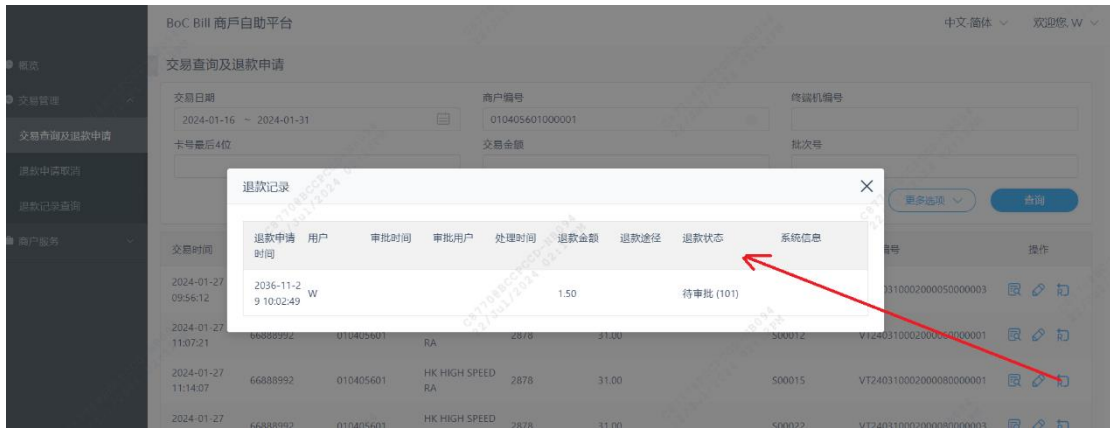 BoC Bill 商戶自助平台
中文-简体
欢迎您, W
概览
交易管理
交易查询及退款申请
退款申请取消
退款记录查询
商户服务
交易查询及退款申请
交易日期
商户编号
终端机编号
2024-01-16 ~ 2024-01-31
010405601000001
卡号最后4位
交易金额
批次号
更多选项
查询
退款记录
退款申请时间 用户 审批时间 审批用户 处理时间 退款金额 退款途径 退款状态 系统信息
2036-11-29 10:02:49 W 1.50 待审批 (101)
交易时间
编号
操作
2024-01-27 09:56:12
2024-01-27 11:07:21 66888992 010405601 RA 2878 31.00 S00012
2024-01-27 11:14:07 66888992 010405601 HK HIGH SPEED RA 2878 31.00 S00015 VT240310002000080000001
2024-01-27 66888992 010405601 HK HIGH SPEED RA 2878 31.00 S00022 VT240310002000080000003